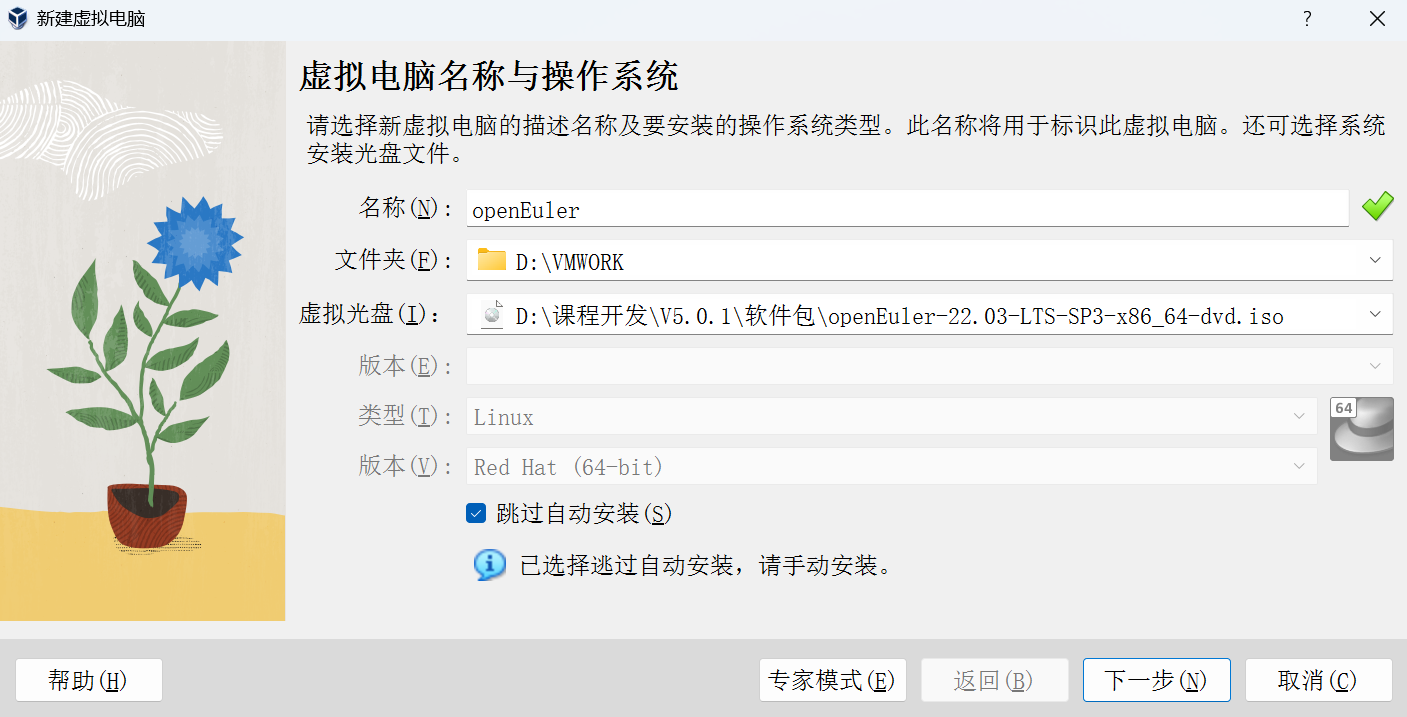 新建虚拟电脑
?
虚拟电脑名称与操作系统
请选择新虚拟电脑的描述名称及要安装的操作系统类型。此名称将用于标识此虚拟电脑。还可选择系统
安装光盘文件。
名称(N): openEuler
文件夹(F): D:\VMWORK
虚拟光盘(I): D:\课程开发\V5.0.1\软件包\openEuler-22.03-LTS-SP3-x86_64-dvd.iso
版本(E):
类型(T): Linux
64
版本(V): Red Hat (64-bit)
跳过自动安装(S)
已选择逃过自动安装，请手动安装。
帮助(H) 专家模式(E) 返回(B) 下一步(N) 取消(C)